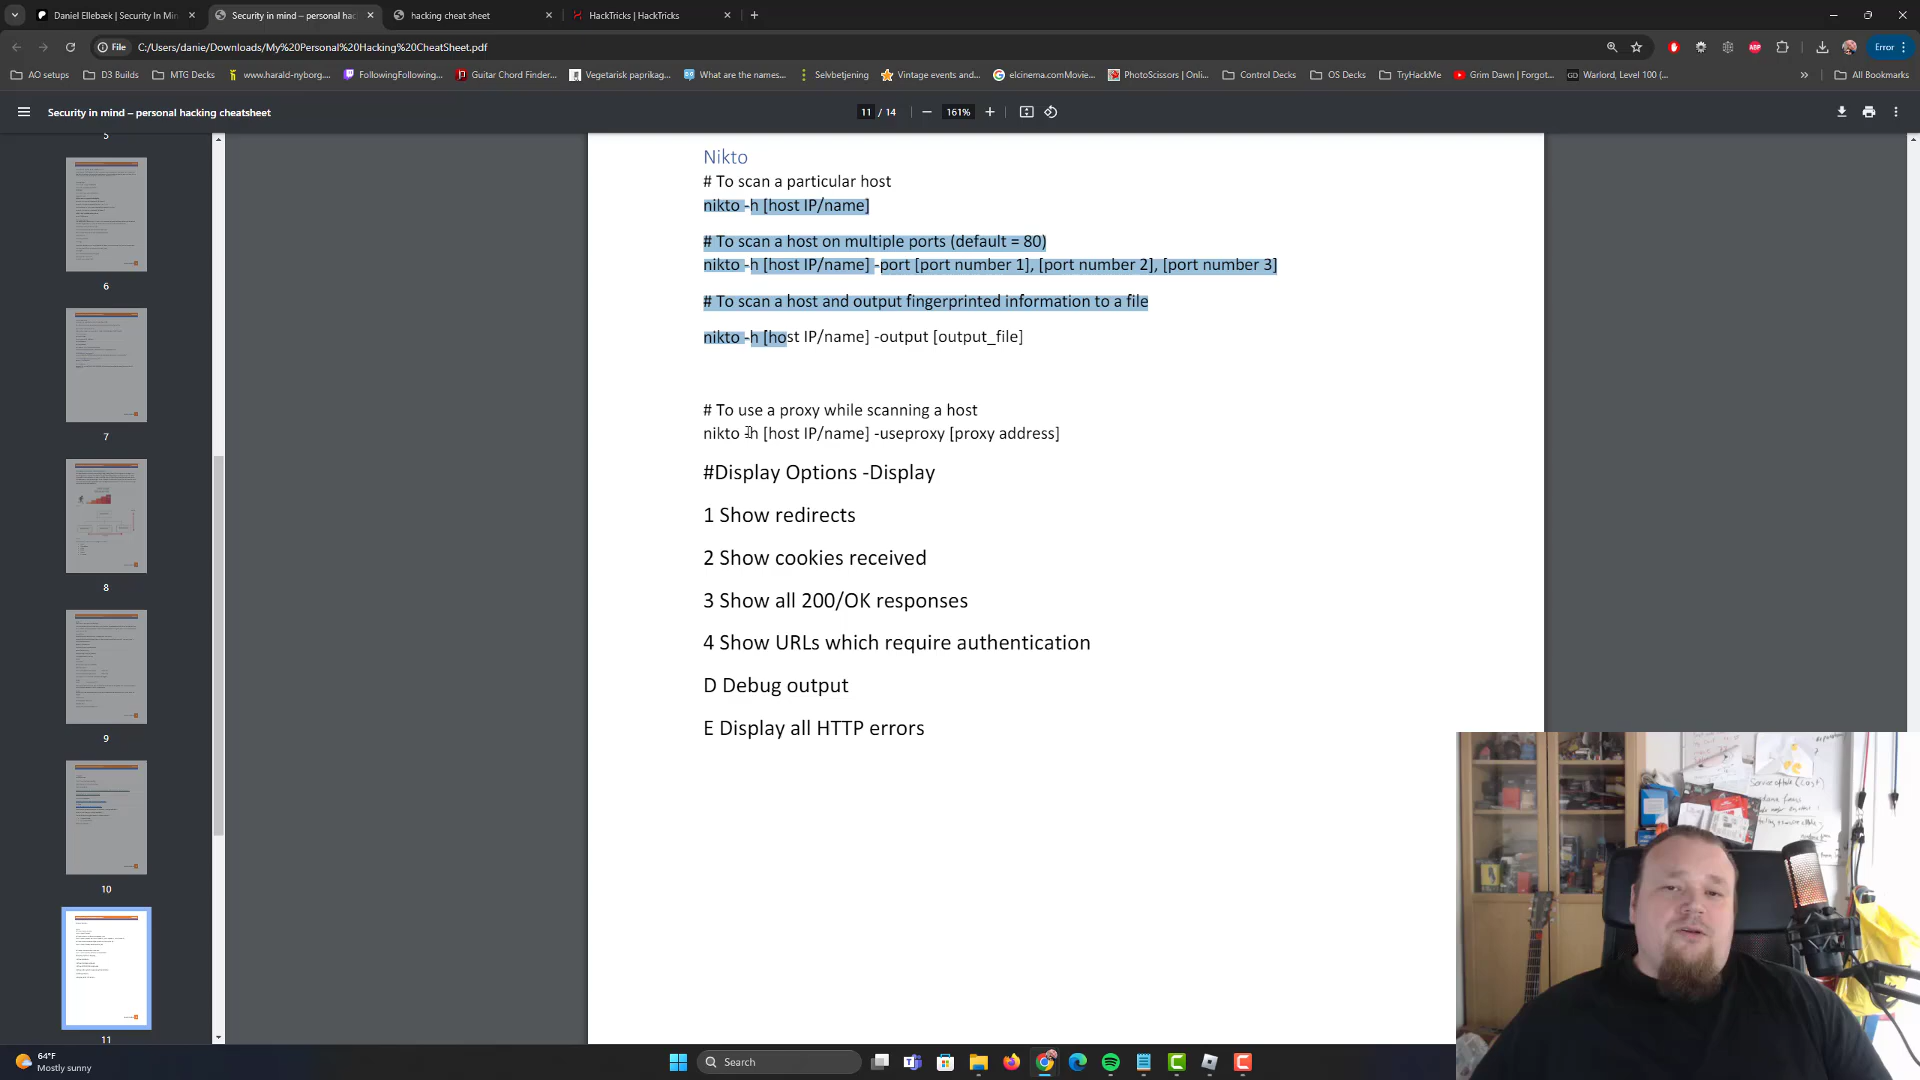 Daniel Ellebæk | Security In Min
Security in mind – personal hac
hacking cheat sheet
HackTricks | HackTricks
File
C:/Users/danie/Downloads/My%20Personal%20Hacking%20CheatSheet.pdf
ABP
Error
AO setups
D3 Builds
MTG Decks
www.harald-nyborg....
FollowingFollowing...
Guitar Chord Finder...
Vegetarisk paprikag...
What are the names...
Selvbetjening
Vintage events and...
elcinema.comMovie...
PhotoScissors | Onli...
Control Decks
OS Decks
TryHackMe
Grim Dawn | Forgot...
Warlord, Level 100 (...
All Bookmarks
Security in mind – personal hacking cheatsheet
11 / 14
161%
5
6
7
8
9
10
11
Nikto
# To scan a particular host
nikto -h [host IP/name]
# To scan a host on multiple ports (default = 80)
nikto -h [host IP/name] -port [port number 1], [port number 2], [port number 3]
# To scan a host and output fingerprinted information to a file
nikto -h [host IP/name] -output [output_file]
# To use a proxy while scanning a host
nikto -h [host IP/name] -useproxy [proxy address]
#Display Options -Display
1 Show redirects
2 Show cookies received
3 Show all 200/OK responses
4 Show URLs which require authentication
D Debug output
E Display all HTTP errors
64°F
Mostly sunny
Search